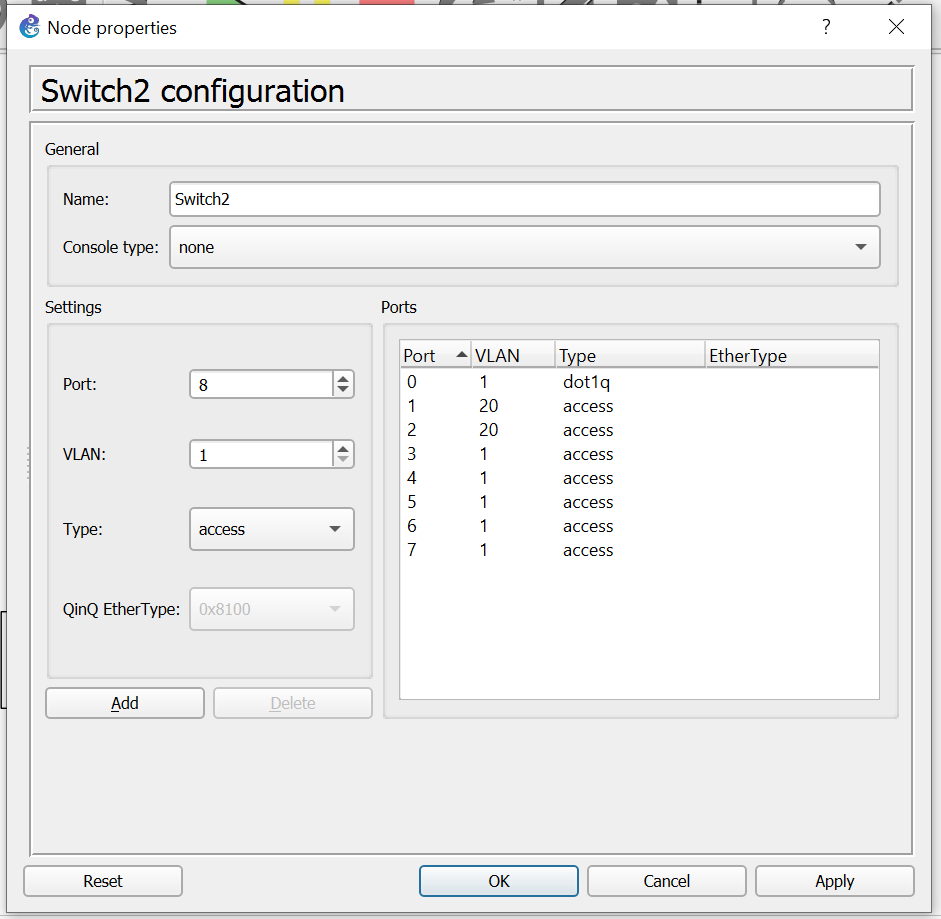 Node properties
?
Switch2 configuration
General
Name: Switch2
Console type: none
Settings
Port: 8
VLAN: 1
Type: access
QinQ EtherType: 0x8100
Add Delete
Ports
Port VLAN Type EtherType
0 1 dot1q
1 20 access
2 20 access
3 1 access
4 1 access
5 1 access
6 1 access
7 1 access
Reset OK Cancel Apply